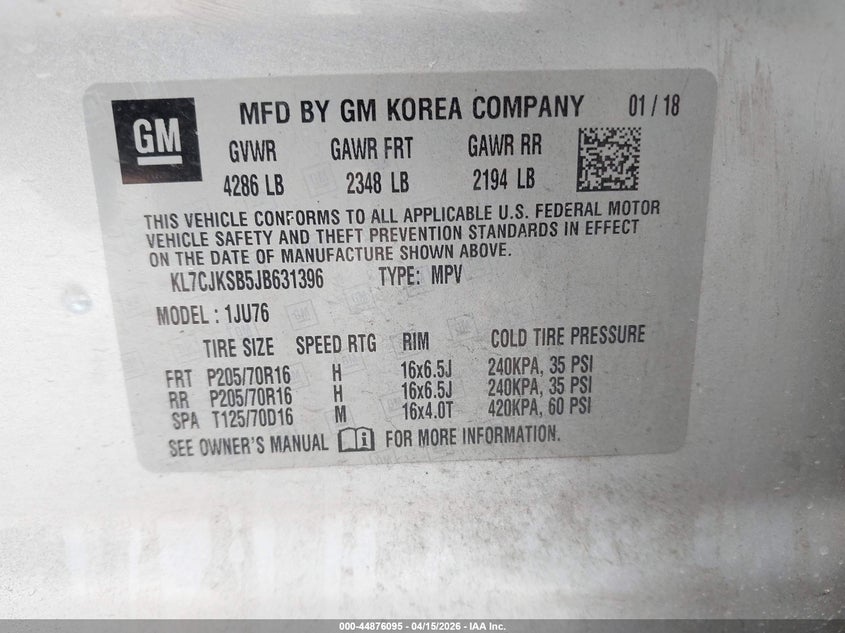 GM
MFD BY GM KOREA COMPANY 01 / 18
GVWR GAWR FRT GAWR RR
4286 LB 2348 LB 2194 LB
THIS VEHICLE CONFORMS TO ALL APPLICABLE U.S. FEDERAL MOTOR
VEHICLE SAFETY AND THEFT PREVENTION STANDARDS IN EFFECT
ON THE DATE OF MANUFACTURE SHOWN ABOVE.
KL7CJKSB5JB631396 TYPE: MPV
MODEL : 1JU76
TIRE SIZE SPEED RTG RIM COLD TIRE PRESSURE
FRT P205/70R16 H 16x6.5J 240KPA, 35 PSI
RR P205/70R16 H 16x6.5J 240KPA, 35 PSI
SPA T125/70D16 M 16x4.0T 420KPA, 60 PSI
SEE OWNER'S MANUAL i FOR MORE INFORMATION.
000-44876095 - 04/15/2026 - IAA Inc.